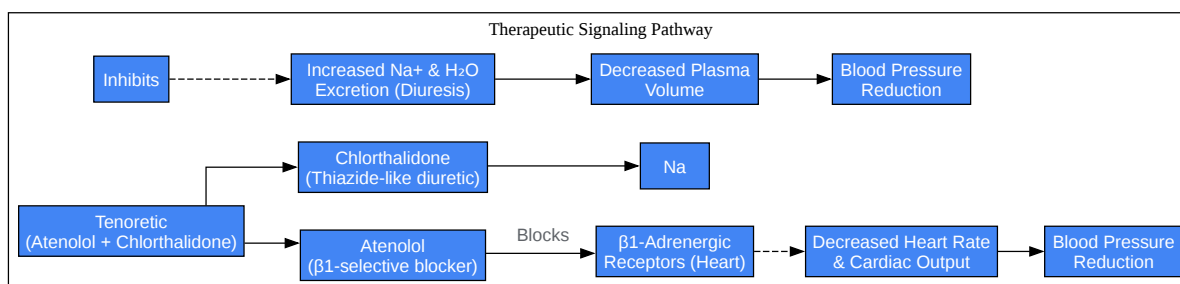 Therapeutic Signaling Pathway
Inhibits
Increased Na+ & H₂O
Excretion (Diuresis)
Decreased Plasma
Volume
Blood Pressure
Reduction
Chlorthalidone
(Thiazide-like diuretic)
Na
Tenoretic
(Atenolol + Chlorthalidone)
Atenolol
(β1-selective blocker)
Blocks
β1-Adrenergic
Receptors (Heart)
Decreased Heart Rate
& Cardiac Output
Blood Pressure
Reduction